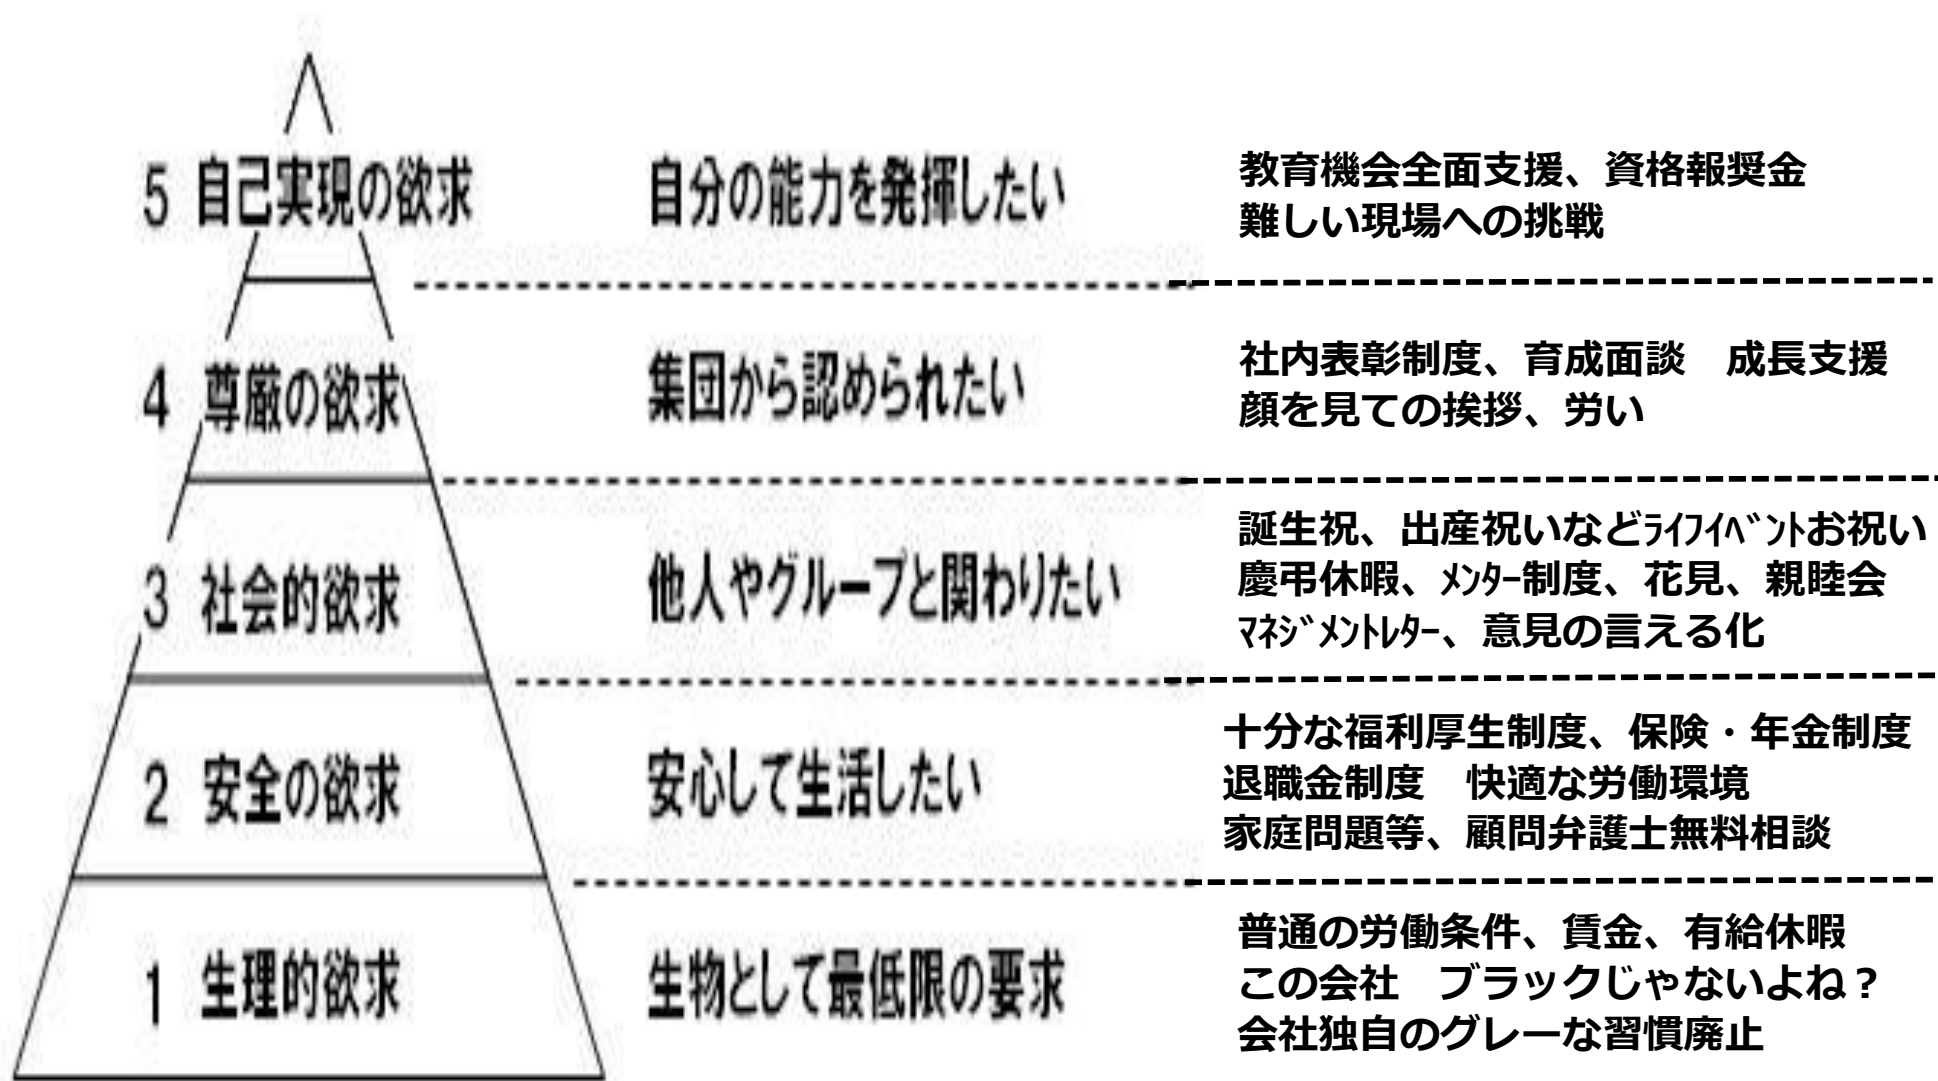 5 自己実現の欲求
自分の能力を発揮したい
教育機会全面支援、資格報奨金
難しい現場への挑戦
4 尊厳の欲求
集団から認められたい
社内表彰制度、育成面談　成長支援
顔を見ての挨拶、労い
3 社会的欲求
他人やグループと関わりたい
誕生祝、出産祝いなどﾗｲﾌｲﾍﾞﾝﾄお祝い
慶弔休暇、ﾒﾝﾀｰ制度、花見、親睦会
ﾏﾈｼﾞﾒﾝﾄﾚﾀｰ、意見の言える化
2 安全の欲求
安心して生活したい
十分な福利厚生制度、保険・年金制度
退職金制度　快適な労働環境
家庭問題等、顧問弁護士無料相談
1 生理的欲求
生物として最低限の要求
普通の労働条件、賃金、有給休暇
この会社　ブラックじゃないよね？
会社独自のグレーな習慣廃止